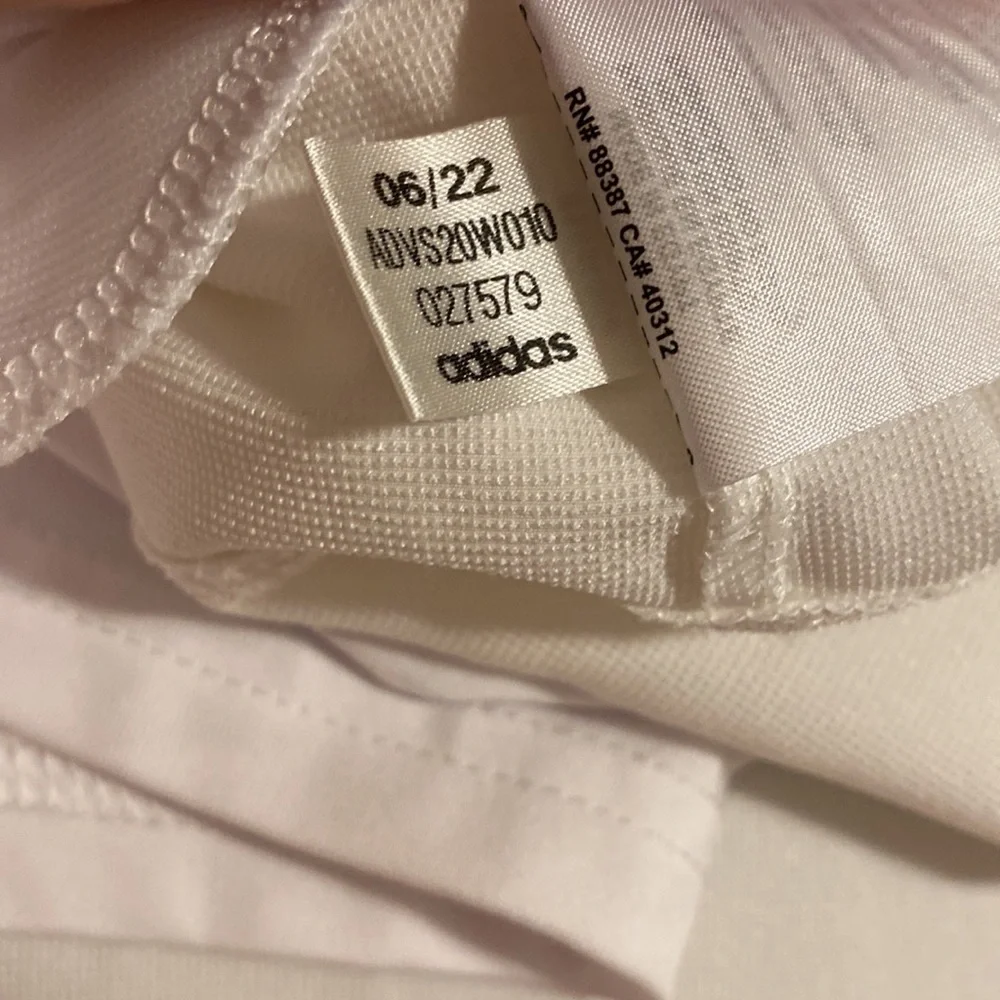 06/22
ADVS20W010
027579
adidas
RN# 88387 CA# 40312